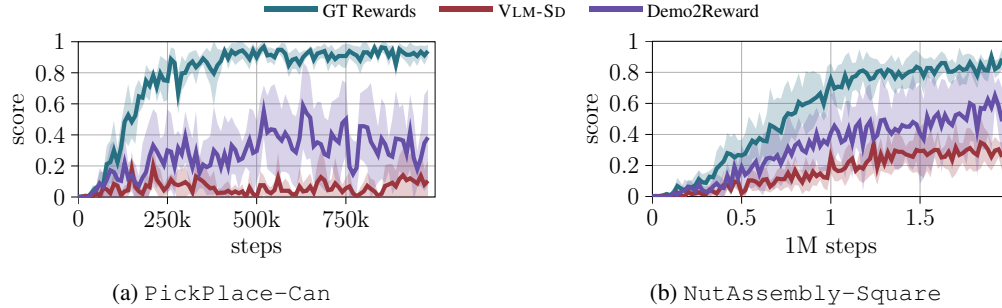 GT Rewards VLM-SD Demo2Reward
1
0.8
0.6
0.4
0.2
0
score
0 250k 500k 750k
steps
(a) PickPlace-Can
1
0.8
0.6
0.4
0.2
0
score
0 0.5 1 1.5
1M steps
(b) NutAssembly-Square